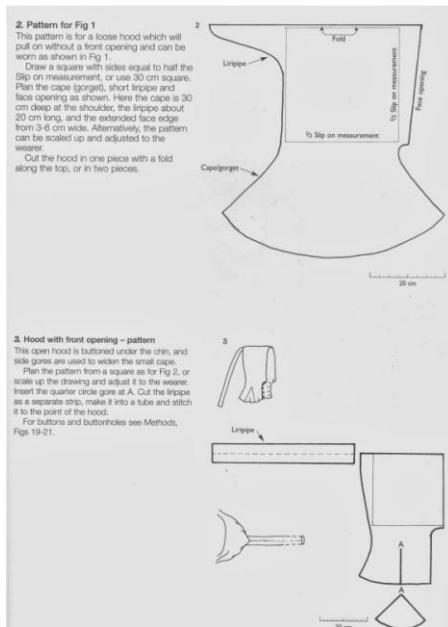 2. Pattern for Fig 1
This pattern is for a loose hood which will
pull on without a front opening and can be
worn as shown in Fig 1.
Draw a square with sides equal to half the
Slip on measurement, or use 30 cm square.
Plan the cape (gorget), short liripipe and
face opening as shown. Here the cape is 30
cm deep at the shoulder, the liripipe about
20 cm long, and the extended face edge
from 3-6 cm wide. Alternatively, the pattern
can be scaled up and adjusted to the
wearer.
Cut the hood in one piece with a fold
along the top, or in two pieces.
2
Fold
Liripipe
½ Slip on measurement
Face opening
½ Slip on measurement
Cape/gorget
20 cm
3. Hood with front opening – pattern
This open hood is buttoned under the chin, and
side gores are used to widen the small cape.
Plan the pattern from a square as for Fig 2, or
scale up the drawing and adjust it to the wearer.
Insert the quarter circle gore at A. Cut the liripipe
as a separate strip, make it into a tube and stitch
it to the point of the hood.
For buttons and buttonholes see Methods,
Figs 19-21.
3
Liripipe
A
A
20 cm